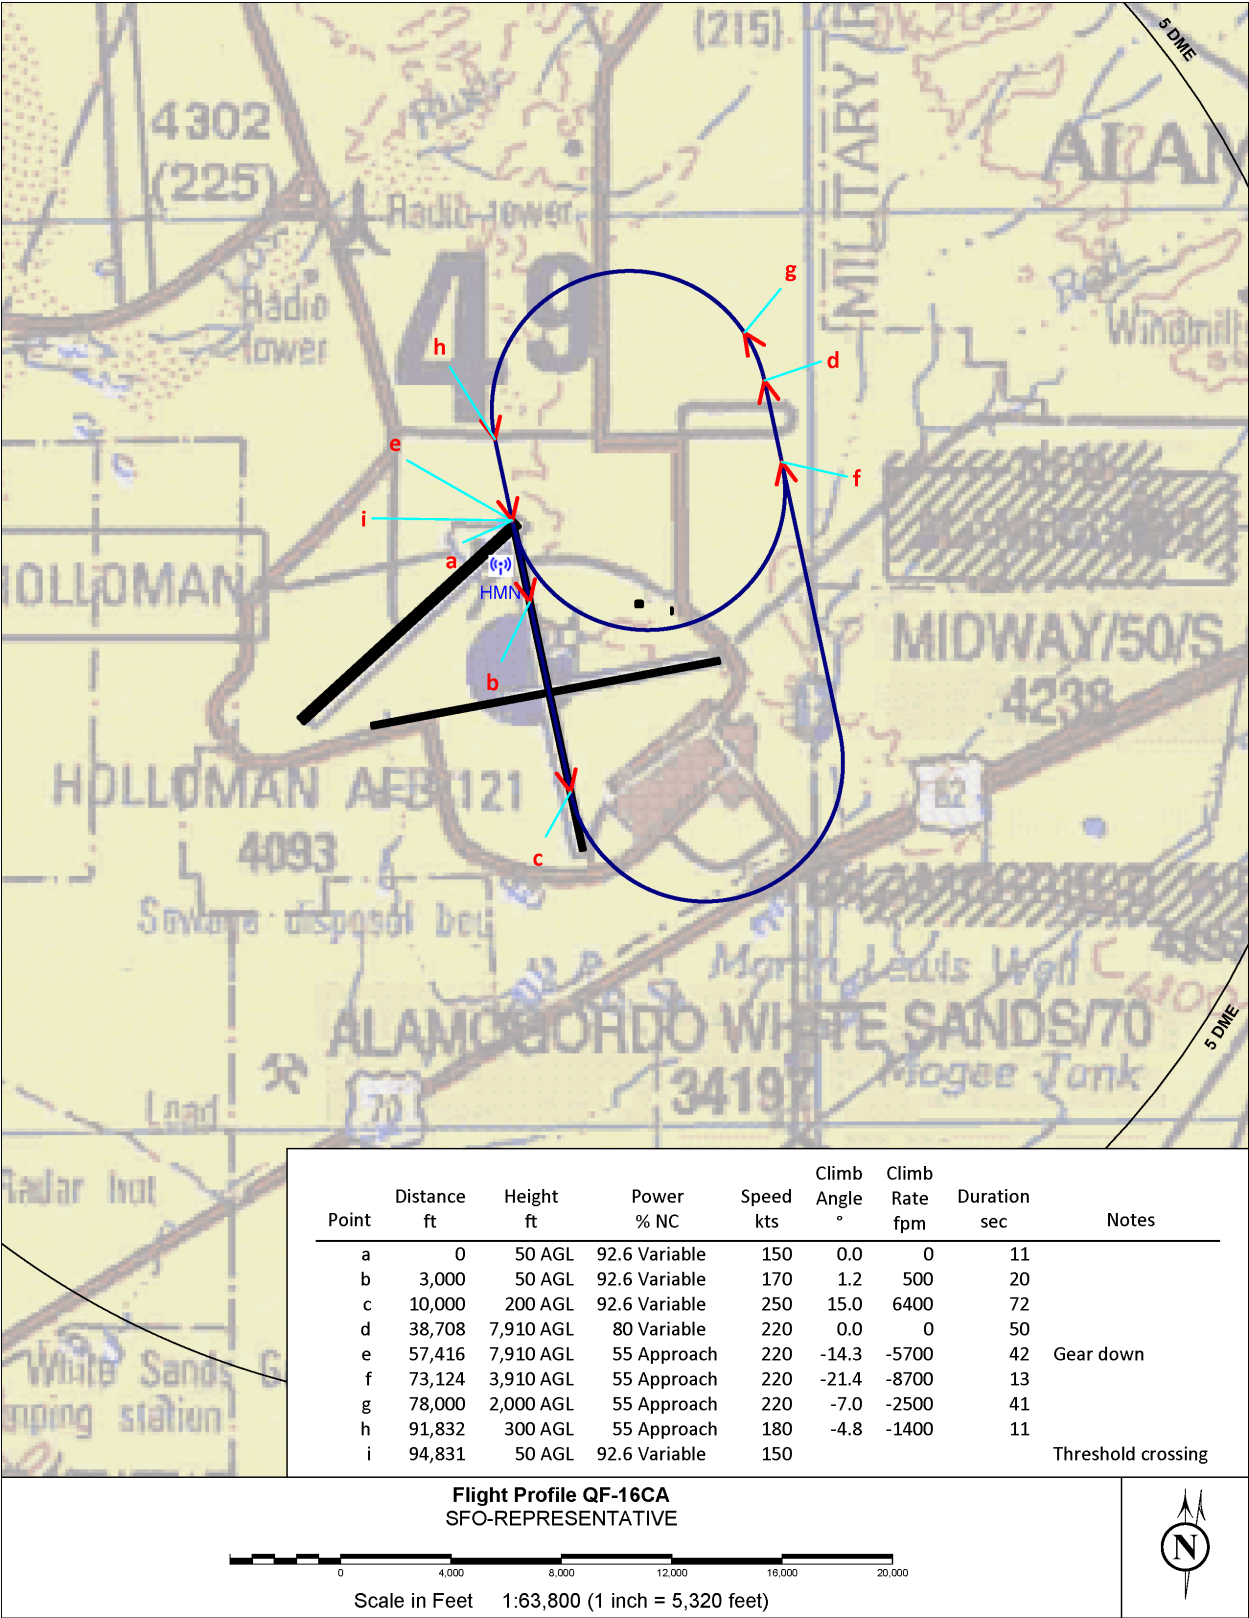 5 DME
(215)
MILITARY
4302
(225)
Radio tower
49
g
Radio
tower
Windmill
h
d
e
f
i
a
HMN
HOLLOMAN
MIDWAY/50/S
b
4238
62
HOLLOMAN AFB 121
4093
c
Sewage disposal bed
Lewis Well
5 DME
ALAMOGORDO WHITE SANDS/70
34197
Mogee Tank
70
Load
Radar hut
White Sands
pumping station
Point Distance ft Height ft Power % NC Speed kts Climb Angle ° Climb Rate fpm Duration sec Notes
a 0 50 AGL 92.6 Variable 150 0.0 0 11
b 3,000 50 AGL 92.6 Variable 170 1.2 500 20
c 10,000 200 AGL 92.6 Variable 250 15.0 6400 72
d 38,708 7,910 AGL 80 Variable 220 0.0 0 50
e 57,416 7,910 AGL 55 Approach 220 -14.3 -5700 42 Gear down
f 73,124 3,910 AGL 55 Approach 220 -21.4 -8700 13
g 78,000 2,000 AGL 55 Approach 220 -7.0 -2500 41
h 91,832 300 AGL 55 Approach 180 -4.8 -1400 11
i 94,831 50 AGL 92.6 Variable 150 Threshold crossing
Flight Profile QF-16CA
SFO-REPRESENTATIVE
0 4,000 8,000 12,000 16,000 20,000
Scale in Feet 1:63,800 (1 inch = 5,320 feet)
N